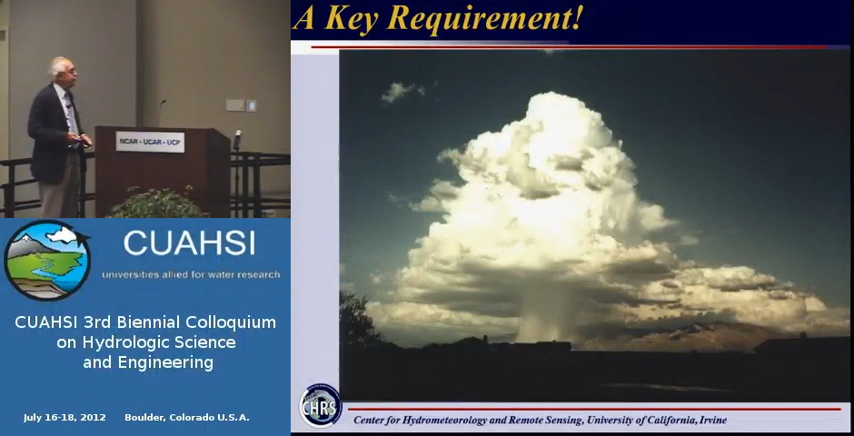 A Key Requirement!
NCAR - UCAR - UCP
CUAHSI
universities allied for water research
CUAHSI 3rd Biennial Colloquium
on Hydrologic Science
and Engineering
July 16-18, 2012 Boulder, Colorado U.S.A.
CHRS
Center for Hydrometeorology and Remote Sensing, University of California, Irvine